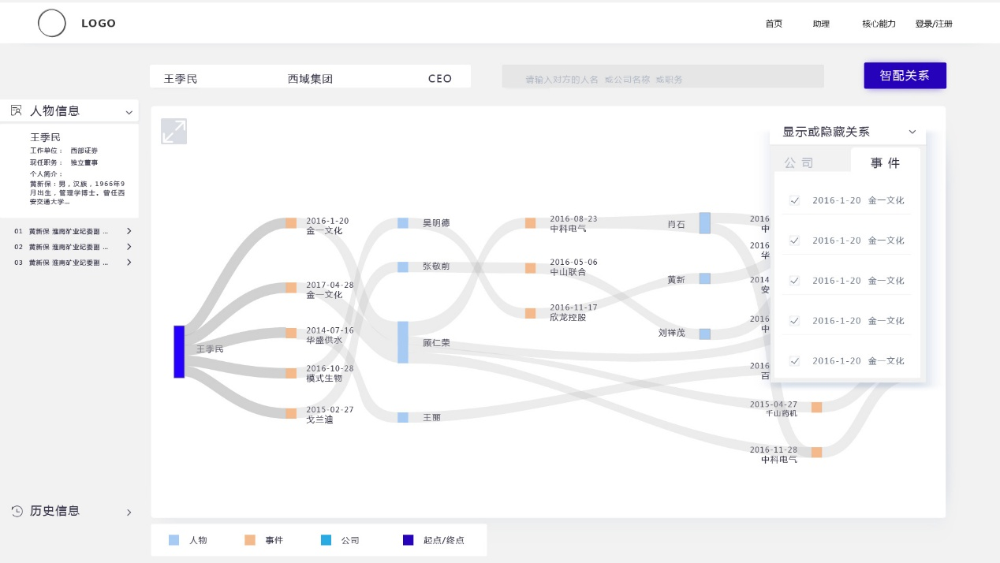 LOGO
首页 助理 核心能力 登录/注册
王季民 西域集团 CEO
请输入对方的人名 或公司名称 或职务
智配关系
人物信息
王季民
工作单位： 西部证券
现任职务： 独立董事
个人简介：
黄新保：男，汉族，1966年9
月出生，管理学博士。曾任西
安交通大学...
01 黄新保 淮南矿业纪委副 ...
02 黄新保 淮南矿业纪委副 ...
03 黄新保 淮南矿业纪委副 ...
历史信息
显示或隐藏关系
公司 事件
2016-1-20 金一文化
2016-1-20 金一文化
2016-1-20 金一文化
2016-1-20 金一文化
2016-1-20 金一文化
王季民
2016-1-20
金一文化
2017-04-28
金一文化
2014-07-16
华盛供水
2016-10-28
模式生物
2015-02-27
戈兰迪
吴明德
张敬前
顾仁荣
王丽
2016-08-23
中科电气
2016-05-06
中山联合
2016-11-17
欣龙控股
肖石
黄新
刘祥茂
2016
中
2016
华
2014
安
2016
中
2016
百
2015-04-27
千山药机
2016-11-28
中科电气
人物 事件 公司 起点/终点